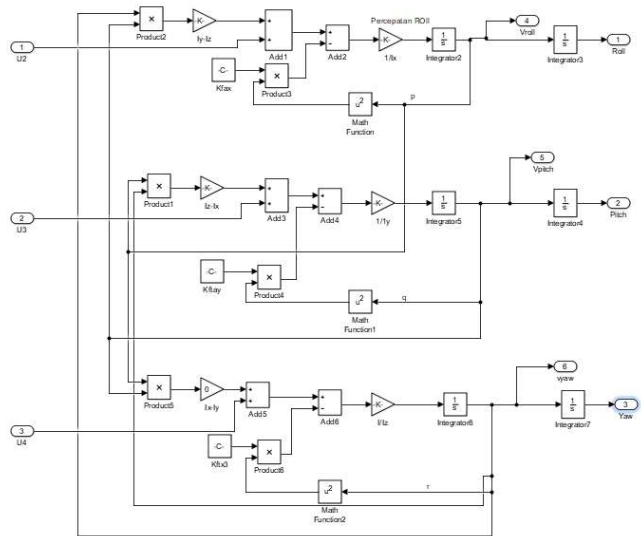 ×
Product2
-K-
Iy-Iz
1
U2
Add1
Add2
Percepatan ROLL
-K-
1/Ix
1
s
Integrator2
4
Vroll
1
s
Integrator3
1
Roll
-C-
Kfax
×
Product3
u²
Math
Function
p
×
Product1
-K-
Iz-Ix
2
U3
Add3
Add4
-K-
1/1y
1
s
Integrator5
5
Vpitch
1
s
Integrator4
2
Pitch
-C-
Kftay
×
Product4
u²
Math
Function1
q
×
Product5
0
Ix-Iy
3
U4
Add5
Add6
-K-
I/Iz
1
s
Integrator6
6
vyaw
1
s
Integrator7
3
Yaw
-C-
Kftx3
×
Product6
u²
Math
Function2
r